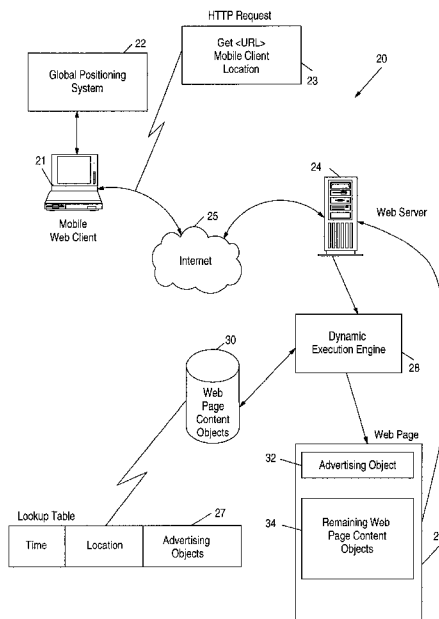 HTTP Request
22
Get <URL>
Mobile Client
Location
23
Global Positioning
System
20
21
24
Mobile
Web Client
25
Internet
Web Server
30
Dynamic
Execution Engine
28
Web
Page
Content
Objects
Web Page
32
Advertising Object
Lookup Table
27
34
Remaining Web
Page Content
Objects
Time
Location
Advertising
Objects